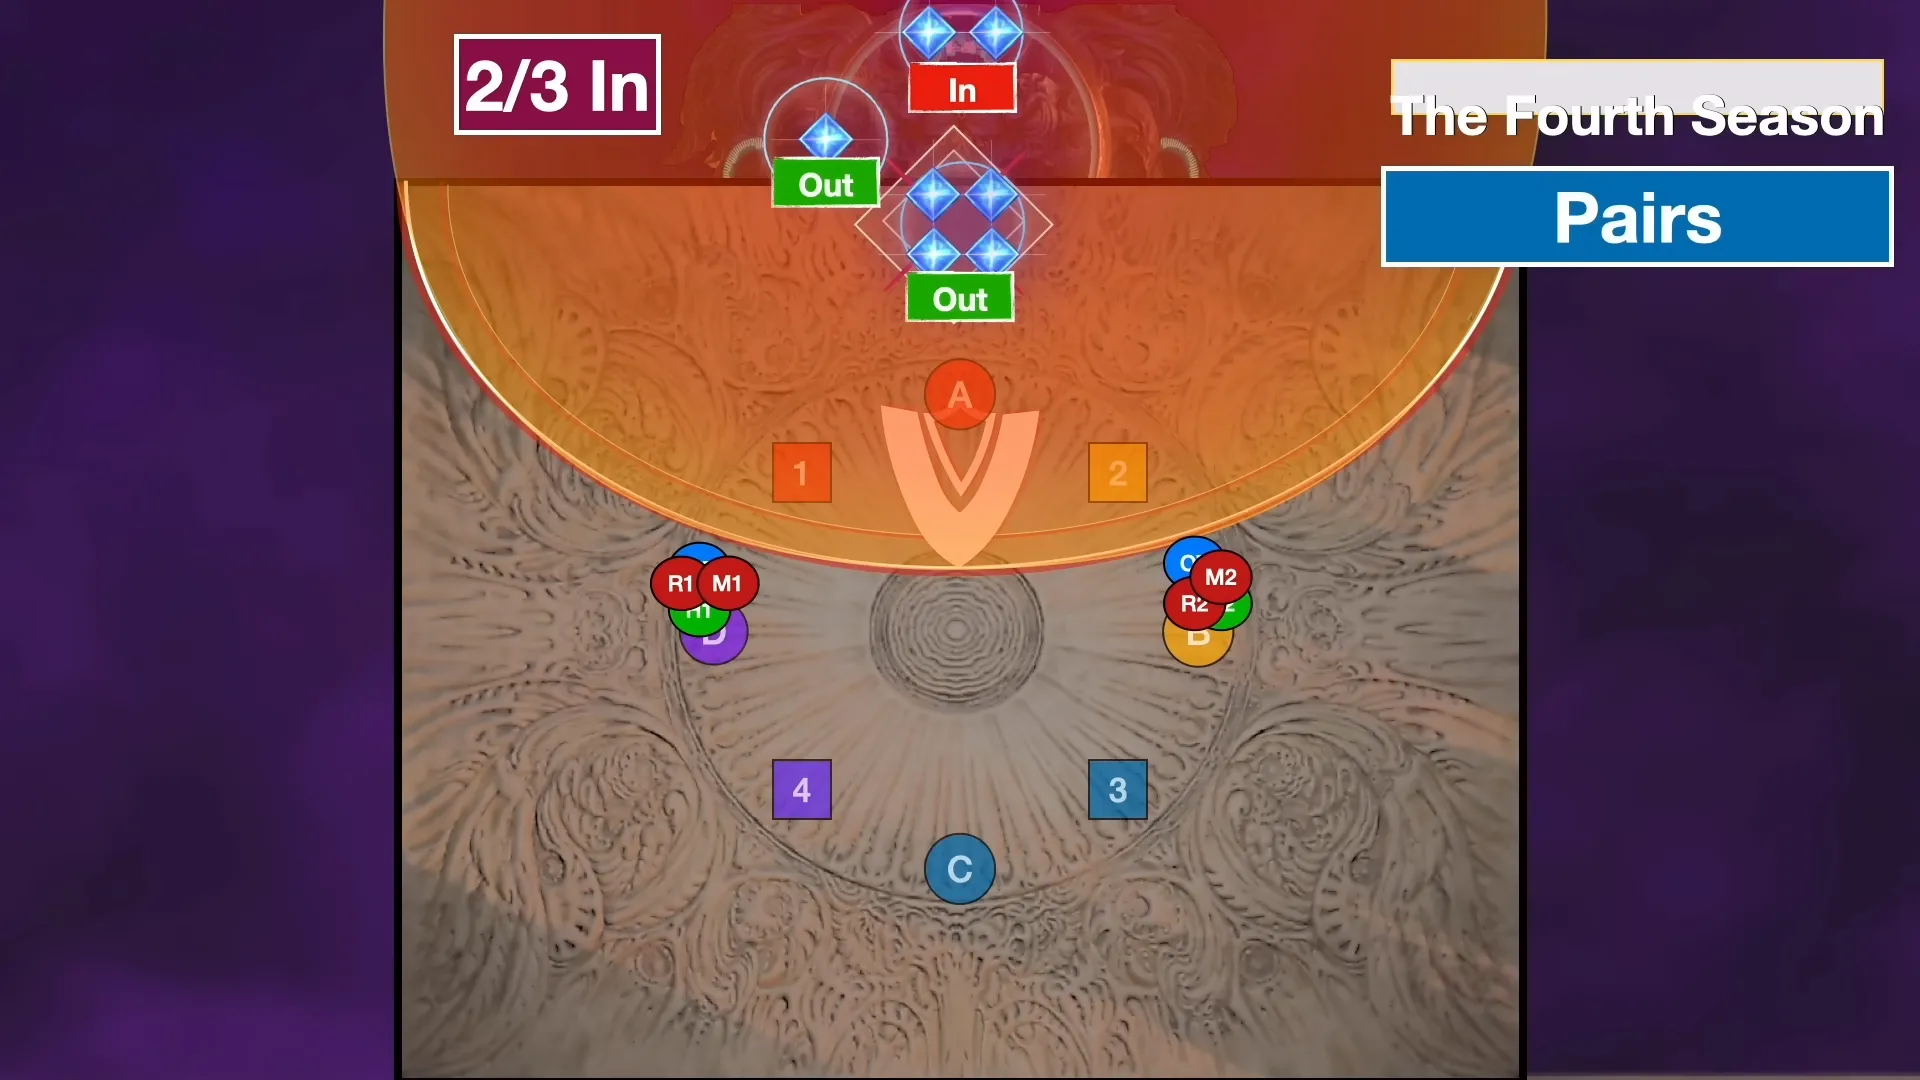 2/3 In
In
Out
Out
The Fourth Season
Pairs
A
1
2
R1
M1
D
M2
R2
B
4
3
C